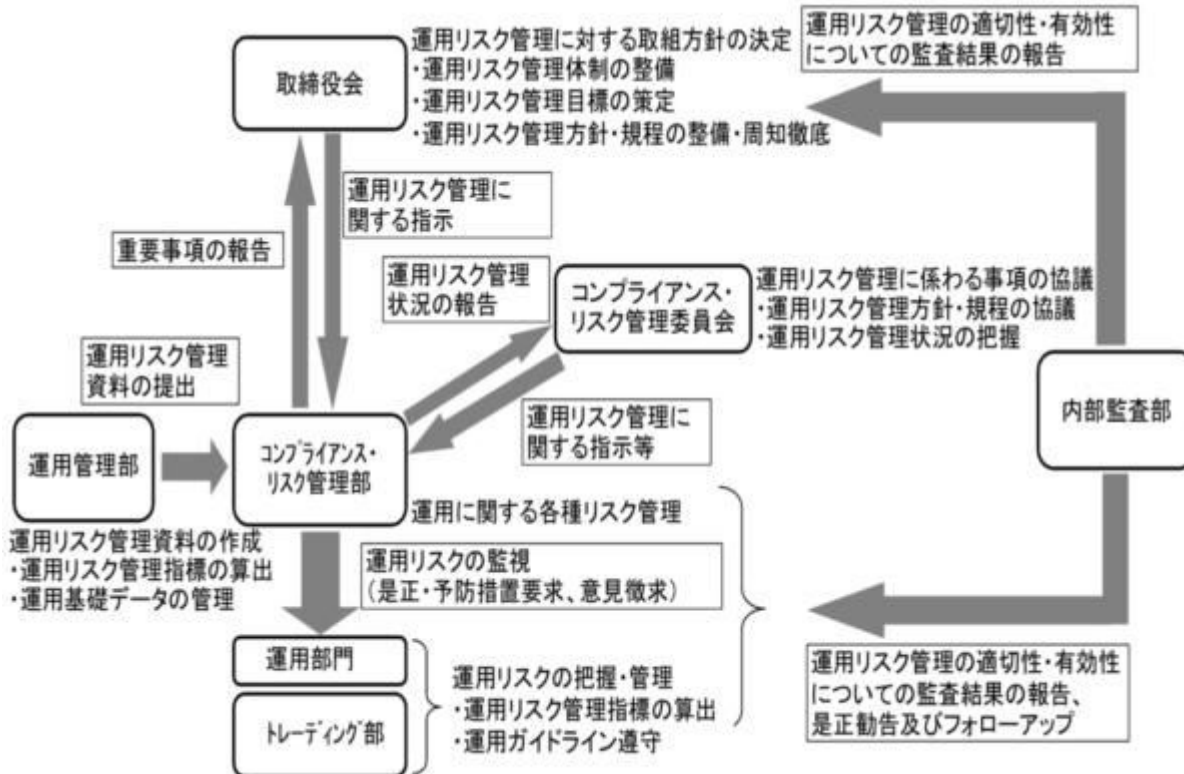 取締役会
運用リスク管理に対する取組方針の決定
・運用リスク管理体制の整備
・運用リスク管理目標の策定
・運用リスク管理方針・規程の整備・周知徹底
運用リスク管理の適切性・有効性
についての監査結果の報告
運用リスク管理に
関する指示
重要事項の報告
運用リスク管理
状況の報告
コンプライアンス・
リスク管理委員会
運用リスク管理に係わる事項の協議
・運用リスク管理方針・規程の協議
・運用リスク管理状況の把握
運用リスク管理
資料の提出
運用リスク管理に
関する指示等
内部監査部
運用管理部
コンプライアンス・
リスク管理部
運用に関する各種リスク管理
運用リスク管理資料の作成
・運用リスク管理指標の算出
・運用基礎データの管理
運用リスクの監視
(是正・予防措置要求、意見徴求)
運用部門
トレーディング部
運用リスクの把握・管理
・運用リスク管理指標の算出
・運用ガイドライン遵守
運用リスク管理の適切性・有効性
についての監査結果の報告、
是正勧告及びフォローアップ